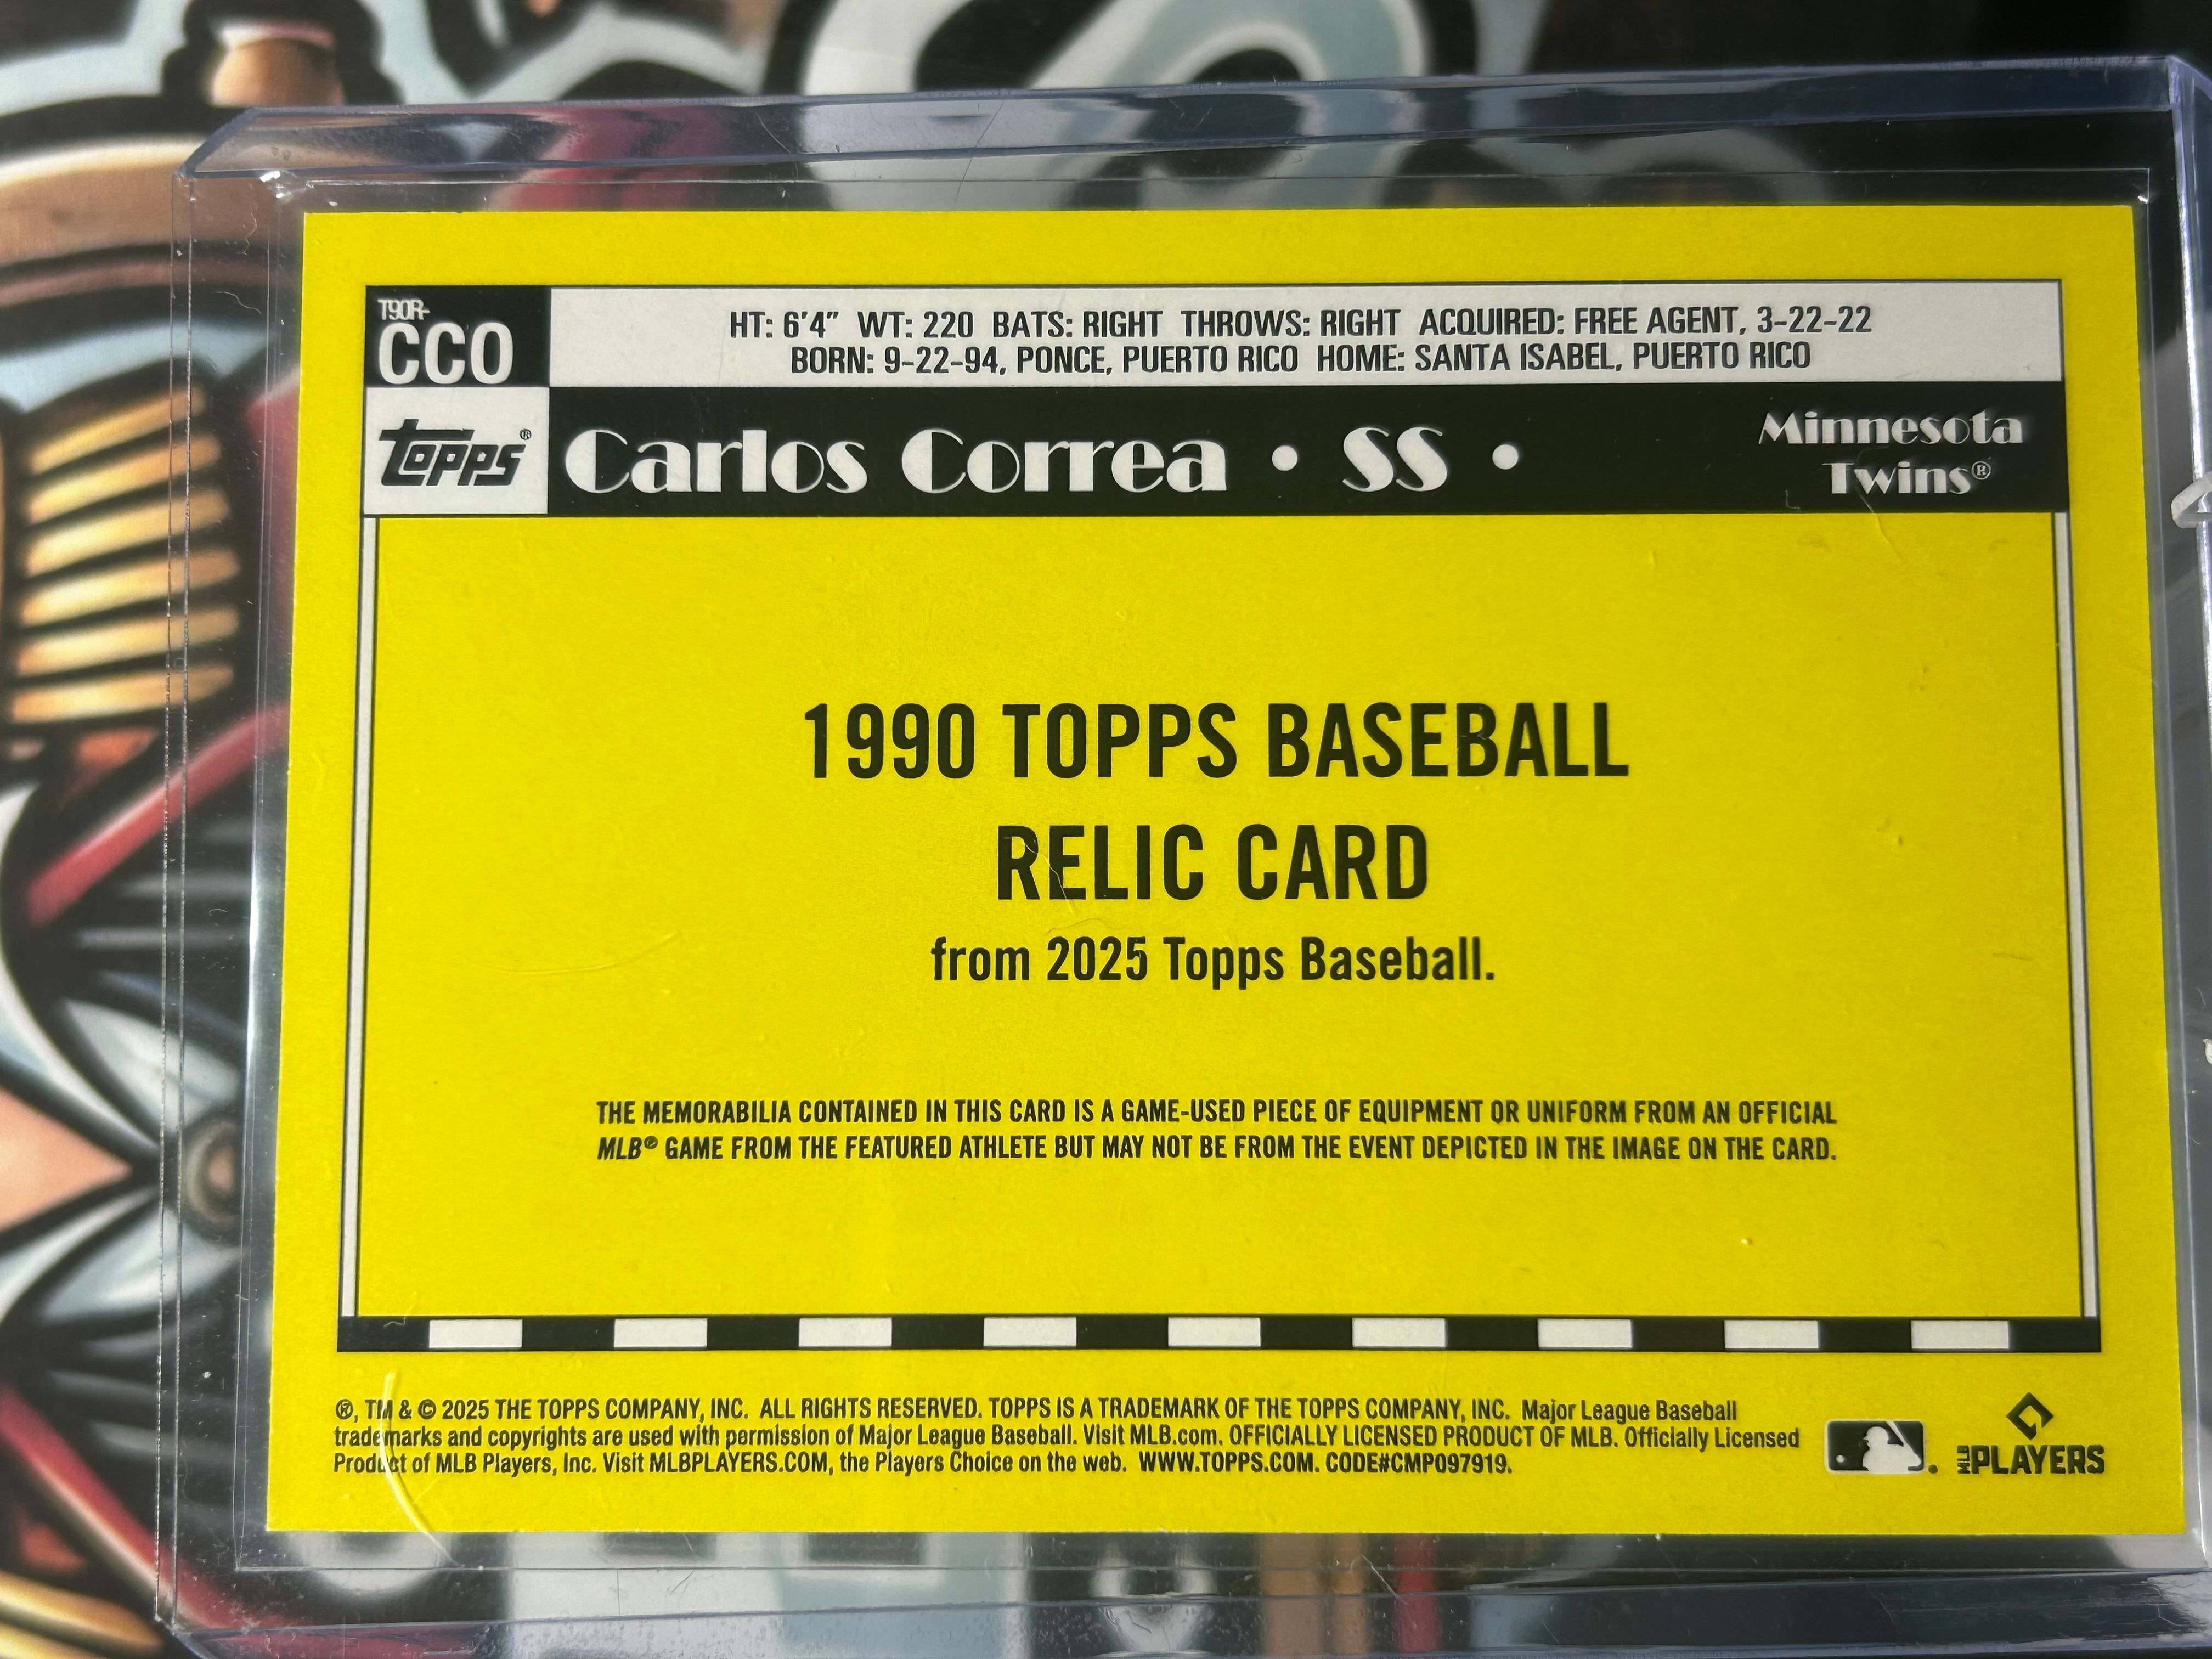 T90R-
CCO
HT: 6'4" WT: 220 BATS: RIGHT THROWS: RIGHT ACQUIRED: FREE AGENT, 3-22-22
BORN: 9-22-94, PONCE, PUERTO RICO HOME: SANTA ISABEL, PUERTO RICO
Topps®
Carlos Correa • SS •
Minnesota
Twins®
1990 TOPPS BASEBALL
RELIC CARD
from 2025 Topps Baseball.
THE MEMORABILIA CONTAINED IN THIS CARD IS A GAME-USED PIECE OF EQUIPMENT OR UNIFORM FROM AN OFFICIAL
MLB® GAME FROM THE FEATURED ATHLETE BUT MAY NOT BE FROM THE EVENT DEPICTED IN THE IMAGE ON THE CARD.
®, TM & © 2025 THE TOPPS COMPANY, INC. ALL RIGHTS RESERVED. TOPPS IS A TRADEMARK OF THE TOPPS COMPANY, INC. Major League Baseball
trademarks and copyrights are used with permission of Major League Baseball. Visit MLB.com. OFFICIALLY LICENSED PRODUCT OF MLB. Officially Licensed
Product of MLB Players, Inc. Visit MLBPLAYERS.COM, the Players Choice on the web. WWW.TOPPS.COM. CODE#CMP097919.
MLB PLAYERS